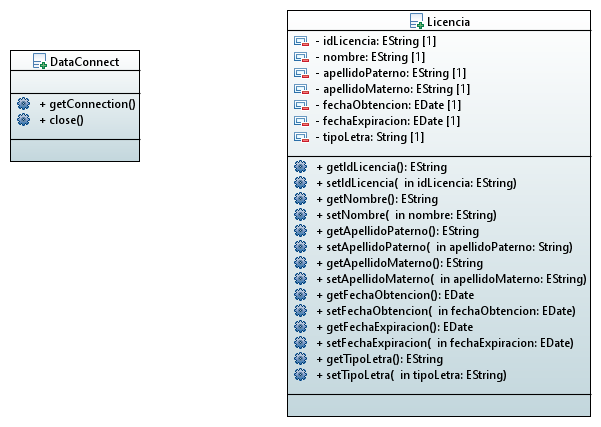 DataConnect
+ getConnection()
+ close()
Licencia
- idLicencia: EString [1]
- nombre: EString [1]
- apellidoPaterno: EString [1]
- apellidoMaterno: EString [1]
- fechaObtencion: EDate [1]
- fechaExpiracion: EDate [1]
- tipoLetra: String [1]
+ getIdLicencia(): EString
+ setIdLicencia(  in idLicencia: EString)
+ getNombre(): EString
+ setNombre(  in nombre: EString)
+ getApellidoPaterno(): EString
+ setApellidoPaterno(  in apellidoPaterno: String)
+ getApellidoMaterno(): EString
+ setApellidoMaterno(  in apellidoMaterno: EString)
+ getFechaObtencion(): EDate
+ setFechaObtencion(  in fechaObtencion: EDate)
+ getFechaExpiracion(): EDate
+ setFechaExpiracion(  in fechaExpiracion: EDate)
+ getTipoLetra(): EString
+ setTipoLetra(  in tipoLetra: EString)